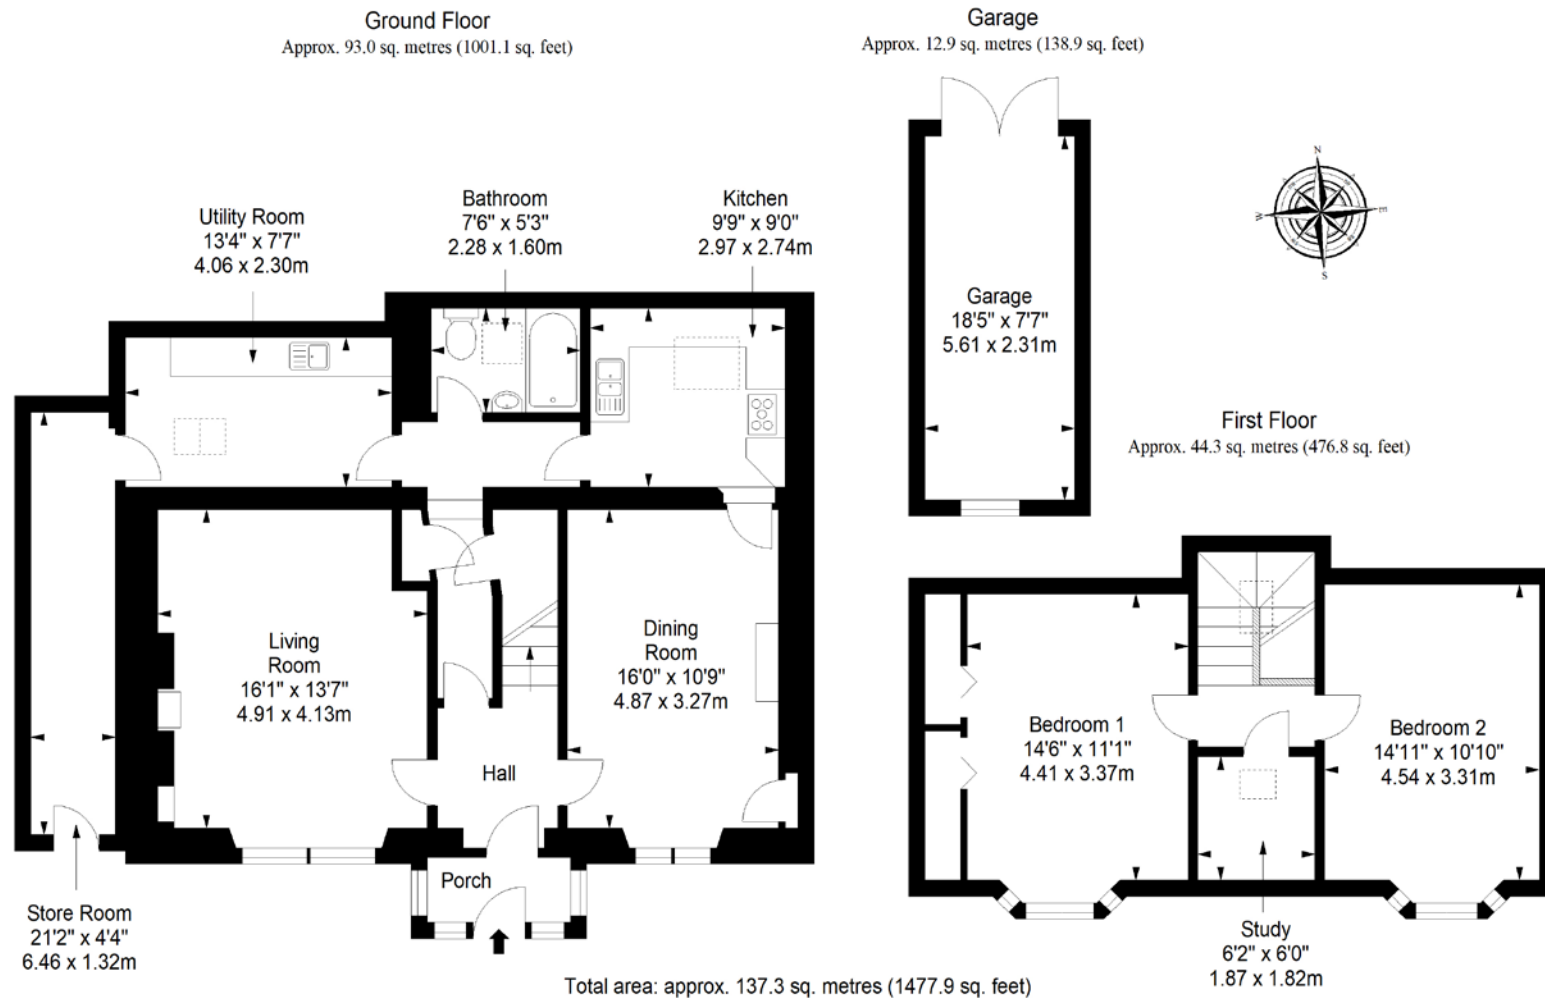 Ground Floor
Approx. 93.0 sq. metres (1001.1 sq. feet)
Garage
Approx. 12.9 sq. metres (138.9 sq. feet)
Utility Room
13'4" x 7'7"
4.06 x 2.30m
Bathroom
7'6" x 5'3"
2.28 x 1.60m
Kitchen
9'9" x 9'0"
2.97 x 2.74m
Garage
18'5" x 7'7"
5.61 x 2.31m
N
W
E
S
First Floor
Approx. 44.3 sq. metres (476.8 sq. feet)
Living
Room
16'1" x 13'7"
4.91 x 4.13m
Dining
Room
16'0" x 10'9"
4.87 x 3.27m
Hall
Porch
Bedroom 1
14'6" x 11'1"
4.41 x 3.37m
Bedroom 2
14'11" x 10'10"
4.54 x 3.31m
Store Room
21'2" x 4'4"
6.46 x 1.32m
Study
6'2" x 6'0"
1.87 x 1.82m
Total area: approx. 137.3 sq. metres (1477.9 sq. feet)